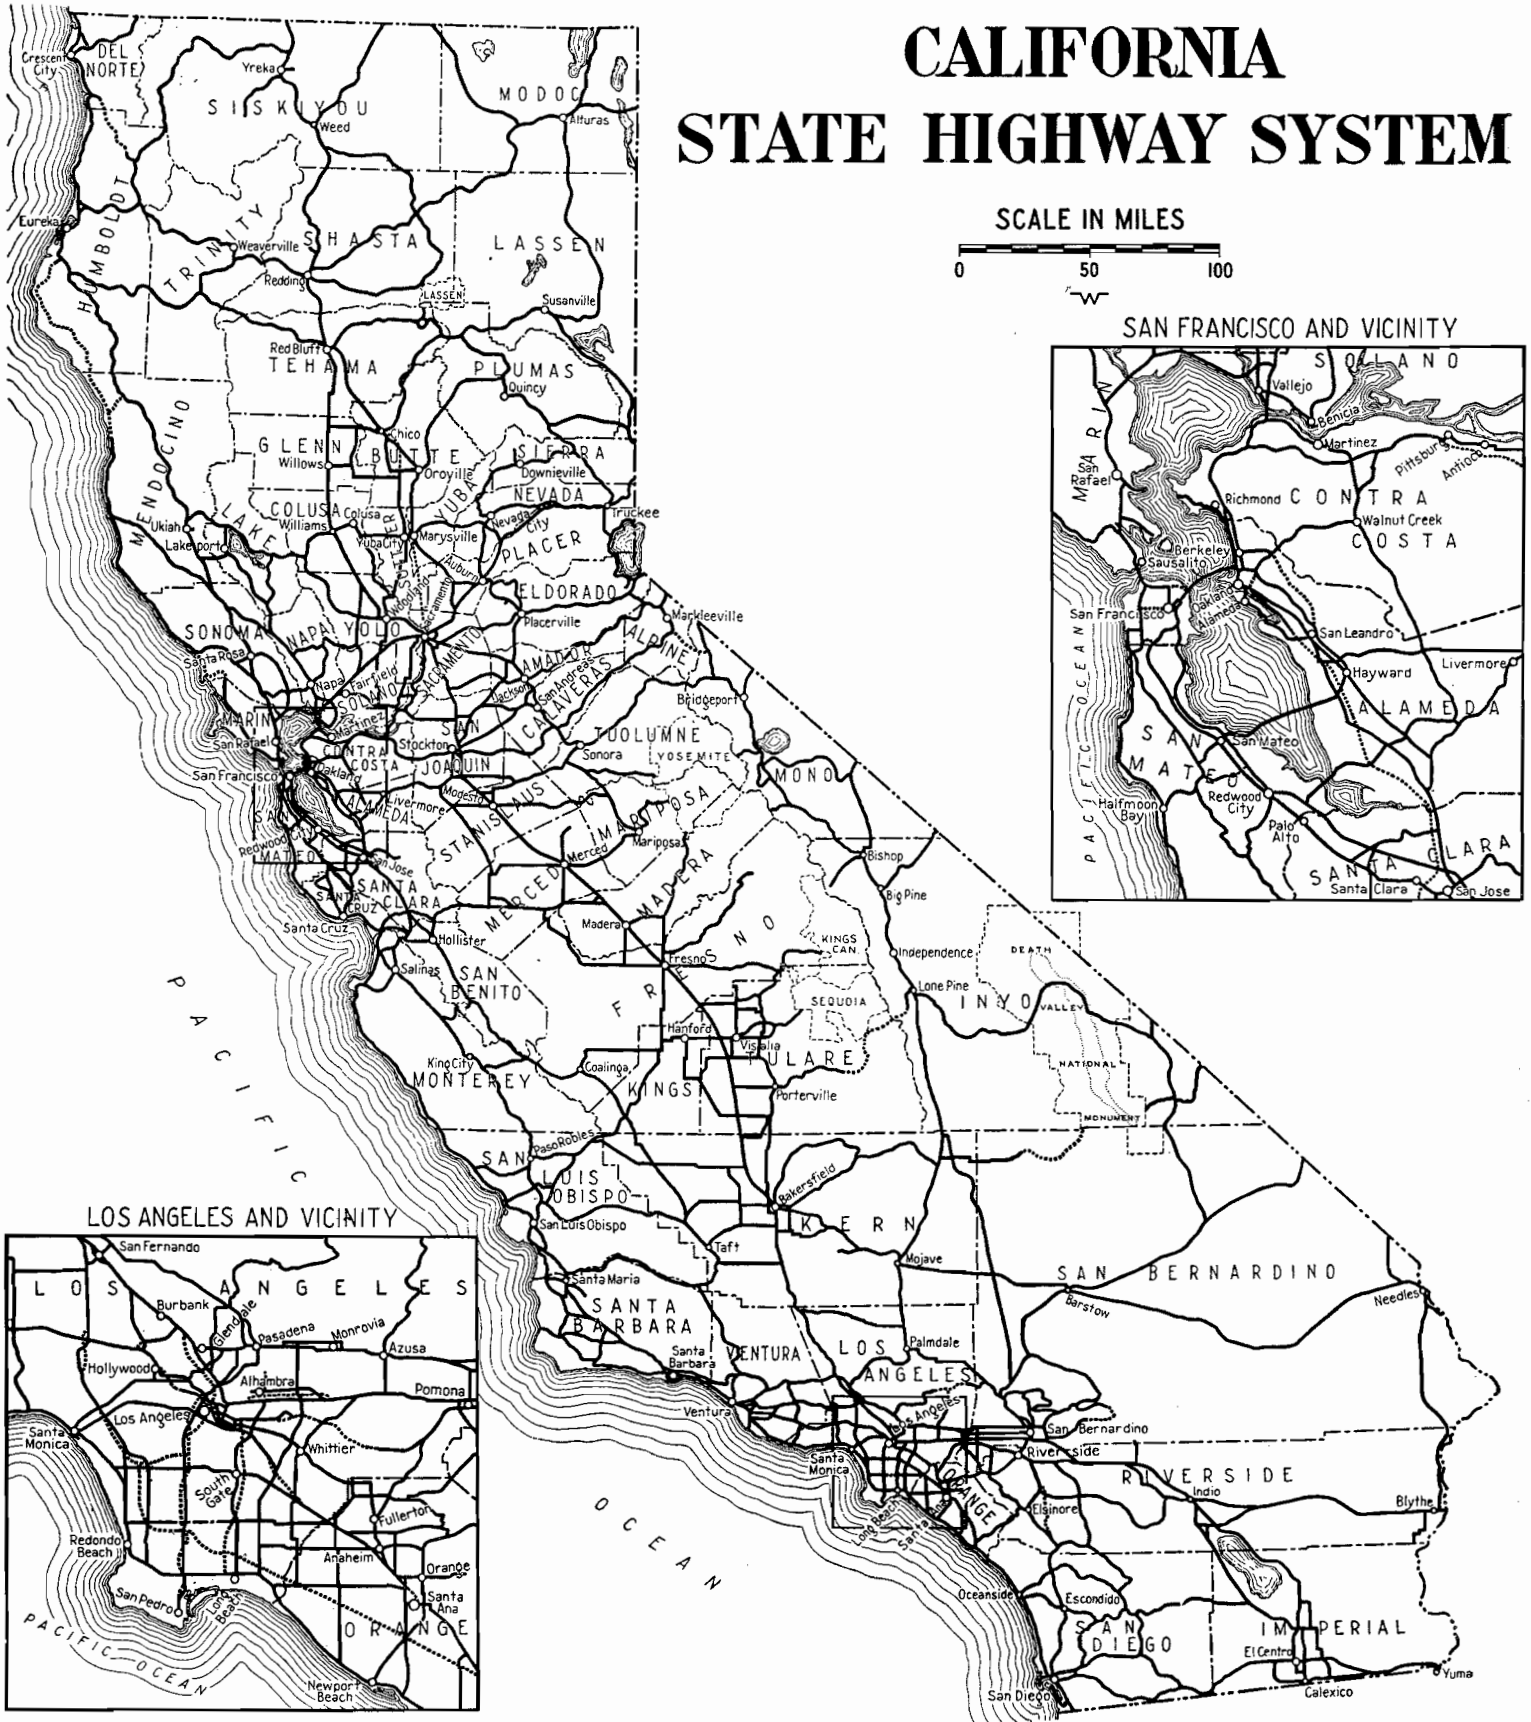 CALIFORNIA
STATE HIGHWAY SYSTEM
SCALE IN MILES
0 50 100
Crescent
City
DEL
NORTE
Yreka
SISKIYOU
Weed
MODOC
Alturas
Eureka
HUMBOLDT
TRINITY
Weaverville
SHASTA
Redding
LASSEN
LASSEN
Susanville
Red Bluff
TEHAMA
PLUMAS
Quincy
MENDOCINO
GLENN
Willows
Chico
BUTTE
Oroville
SIERRA
Downieville
COLUSA
Colusa
Williams
LAKE
Ukiah
Lakeport
SUTTER
YUBA
Yuba City
Marysville
NEVADA
Nevada
City
Truckee
PLACER
Auburn
ELDORADO
Placerville
Woodland
Sacramento
SONOMA
NAPA
YOLO
SACRAMENTO
AMADOR
ALPINE
Markleeville
Santa Rosa
Napa
Fairfield
SOLANO
Jackson
San Andreas
CALAVERAS
Bridgeport
MARIN
San Rafael
Martinez
CONTRA
COSTA
Stockton
SAN
JOAQUIN
TUOLUMNE
Sonora
YOSEMITE
MONO
San Francisco
Oakland
ALAMEDA
Livermore
Modesto
STANISLAUS
MARIPOSA
Mariposa
SAN
MATEO
Redwood City
San Jose
SANTA
CLARA
SANTA
CRUZ
Santa Cruz
MERCED
Merced
MADERA
Madera
Bishop
Big Pine
Hollister
Salinas
SAN
BENITO
FRESNO
Fresno
KINGS
CAN.
Independence
DEATH
VALLEY
NATIONAL
MONUMENT
Lone Pine
INYO
SEQUOIA
Hanford
Visalia
TULARE
King City
MONTEREY
Coalinga
KINGS
Porterville
Paso Robles
SAN
LUIS
OBISPO
San Luis Obispo
Bakersfield
KERN
Taft
Mojave
SAN BERNARDINO
Barstow
Needles
Santa Maria
SANTA
BARBARA
Santa
Barbara
VENTURA
Ventura
LOS
ANGELES
Palmdale
Los Angeles
Santa
Monica
San Bernardino
Riverside
RIVERSIDE
Indio
Blythe
ORANGE
Long Beach
Santa Ana
Elsinore
Oceanside
Escondido
SAN
DIEGO
San Diego
IMPERIAL
El Centro
Calexico
Yuma
PACIFIC
OCEAN
SAN FRANCISCO AND VICINITY
SOLANO
Vallejo
Benicia
Martinez
Pittsburg
Antioch
MARIN
San
Rafael
Richmond
CONTRA
COSTA
Walnut Creek
Berkeley
Sausalito
San Francisco
Oakland
Alameda
San Leandro
Hayward
Livermore
ALAMEDA
PACIFIC OCEAN
SAN
MATEO
San Mateo
Halfmoon
Bay
Redwood
City
Palo
Alto
SANTA CLARA
Santa Clara
San Jose
LOS ANGELES AND VICINITY
San Fernando
LOS ANGELES
Burbank
Glendale
Pasadena
Monrovia
Azusa
Hollywood
Alhambra
Pomona
Los Angeles
Santa
Monica
Whittier
South
Gate
Redondo
Beach
Fullerton
Anaheim
Orange
San Pedro
Long
Beach
Santa
Ana
ORANGE
PACIFIC OCEAN
Newport
Beach